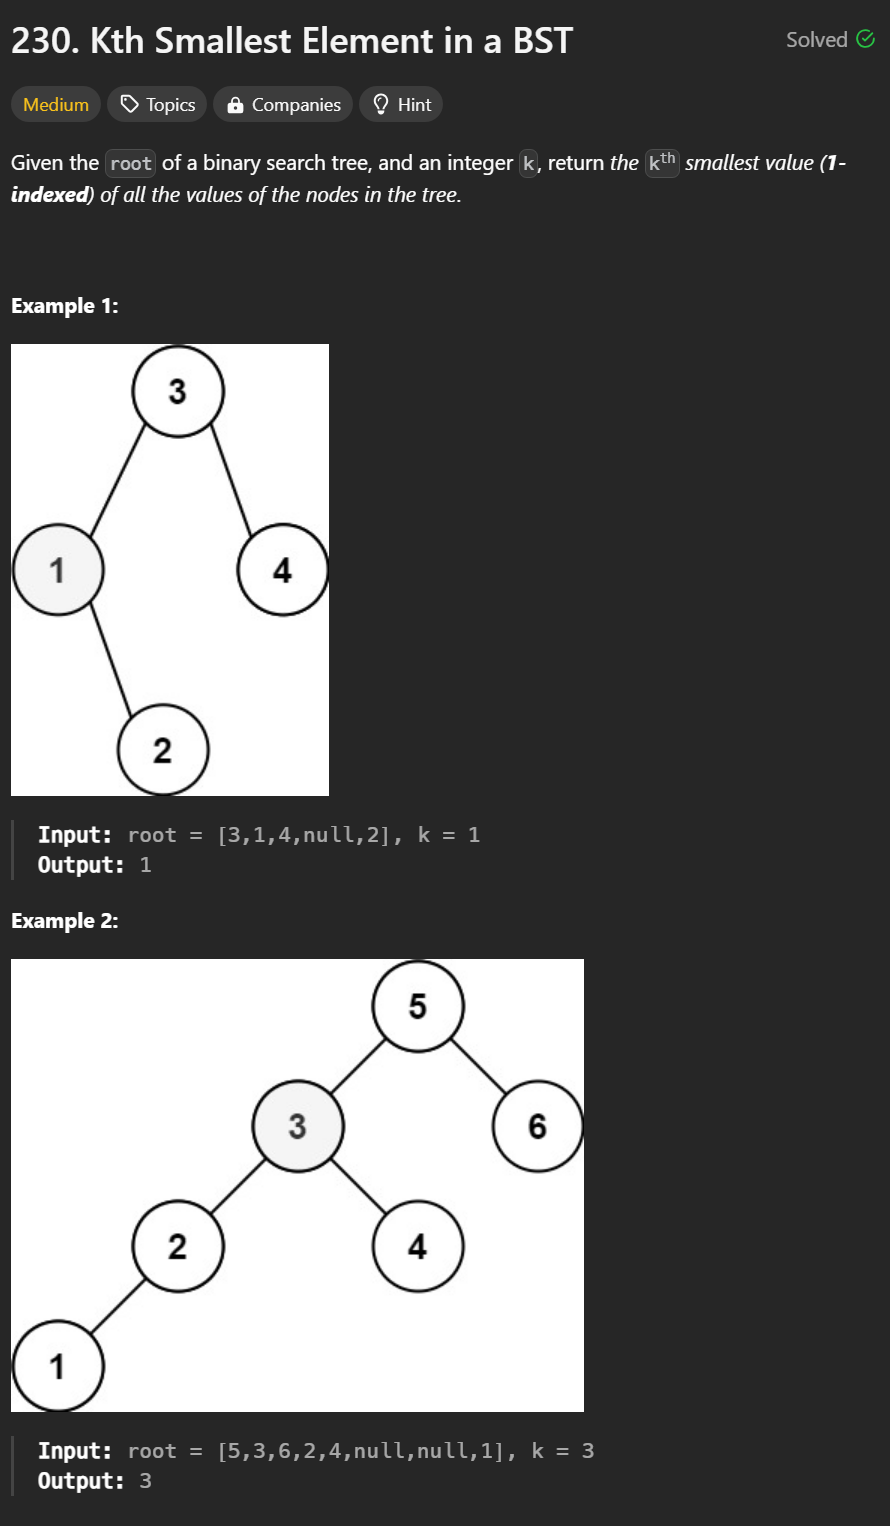 230. Kth Smallest Element in a BST
Solved
Medium Topics Companies Hint
Given the root of a binary search tree, and an integer k, return the kth smallest value (1-
indexed) of all the values of the nodes in the tree.
Example 1:
3
1 4
2
Input: root = [3,1,4,null,2], k = 1
Output: 1
Example 2:
5
3 6
2 4
1
Input: root = [5,3,6,2,4,null,null,1], k = 3
Output: 3